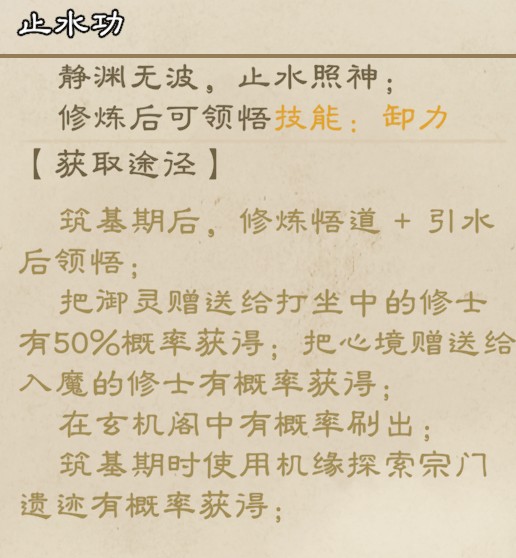 止水功
静渊无波，止水照神；
修炼后可领悟技能：卸力
【获取途径】
筑基期后，修炼悟道 + 引水
后领悟；
把御灵赠送给打坐中的修士
有50%概率获得；把心境赠送给
入魔的修士有概率获得；
在玄机阁中有概率刷出；
筑基期时使用机缘探索宗门
遗迹有概率获得；